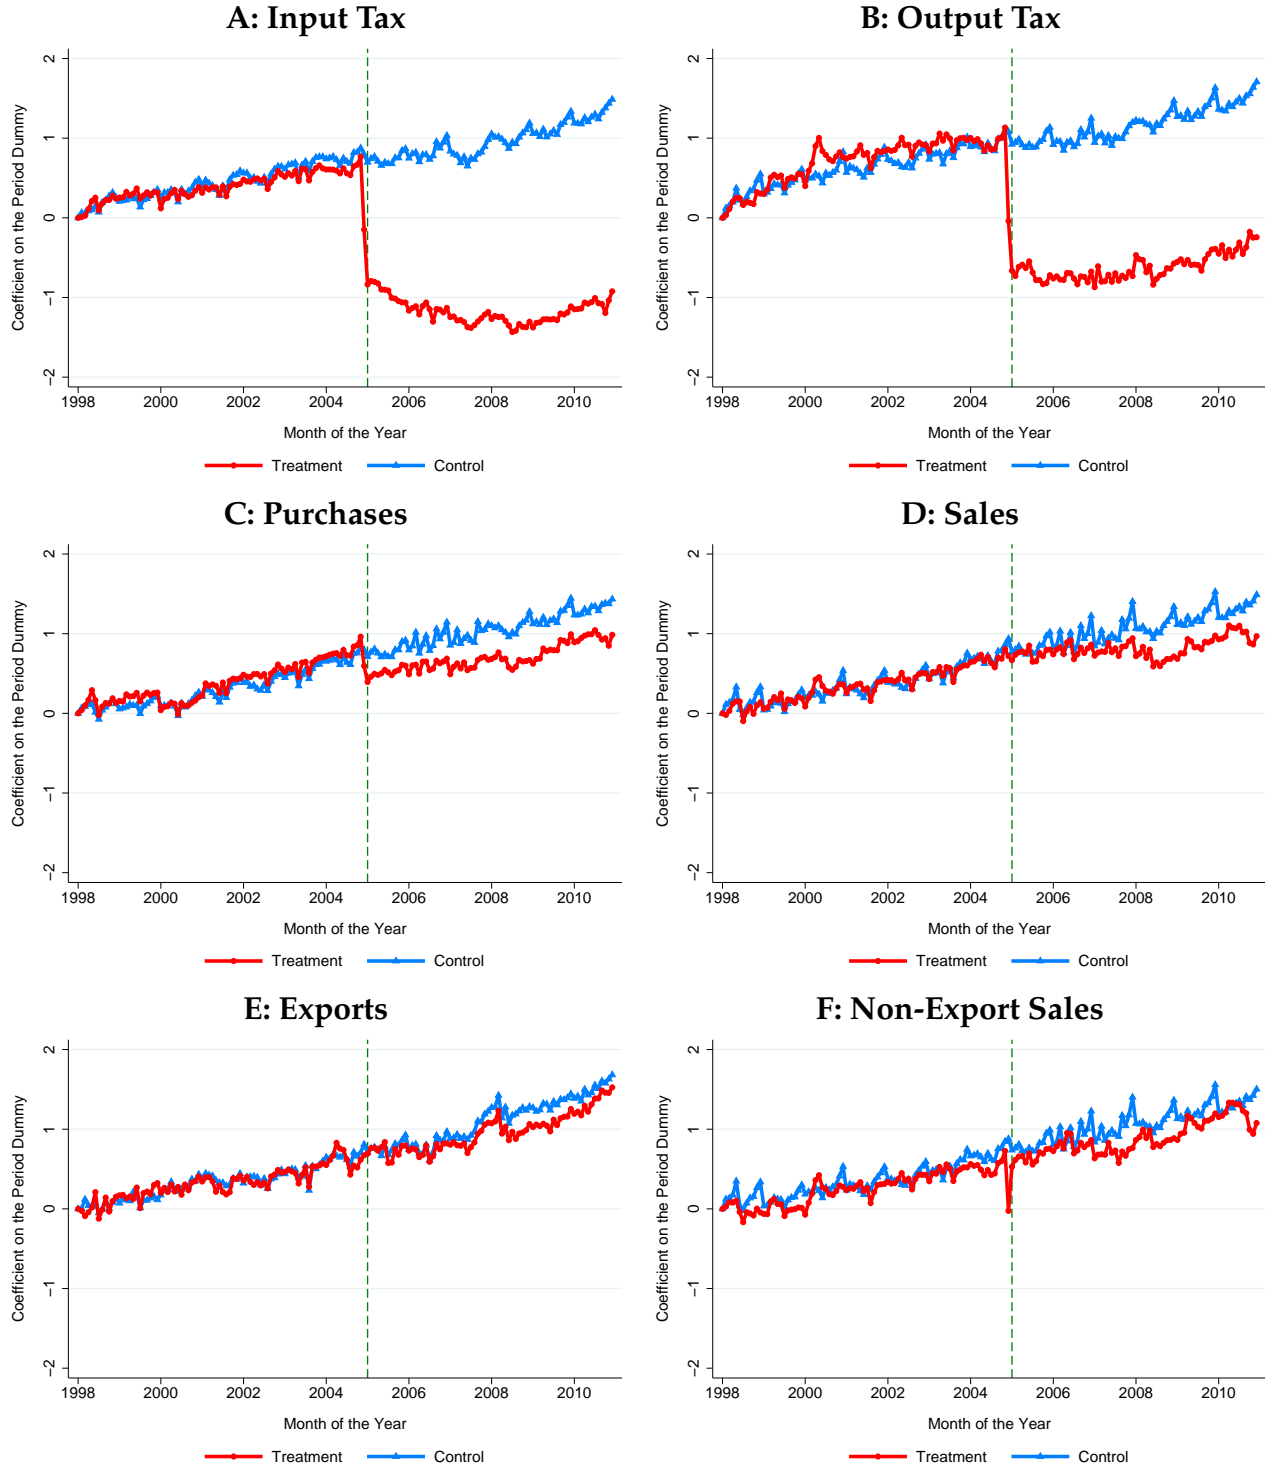 A: Input Tax
Coefficient on the Period Dummy
2
1
0
−1
−2
1998 2000 2002 2004 2006 2008 2010
Month of the Year
Treatment Control
B: Output Tax
Coefficient on the Period Dummy
2
1
0
−1
−2
1998 2000 2002 2004 2006 2008 2010
Month of the Year
Treatment Control
C: Purchases
Coefficient on the Period Dummy
2
1
0
−1
−2
1998 2000 2002 2004 2006 2008 2010
Month of the Year
Treatment Control
D: Sales
Coefficient on the Period Dummy
2
1
0
−1
−2
1998 2000 2002 2004 2006 2008 2010
Month of the Year
Treatment Control
E: Exports
Coefficient on the Period Dummy
2
1
0
−1
−2
1998 2000 2002 2004 2006 2008 2010
Month of the Year
Treatment Control
F: Non-Export Sales
Coefficient on the Period Dummy
2
1
0
−1
−2
1998 2000 2002 2004 2006 2008 2010
Month of the Year
Treatment Control